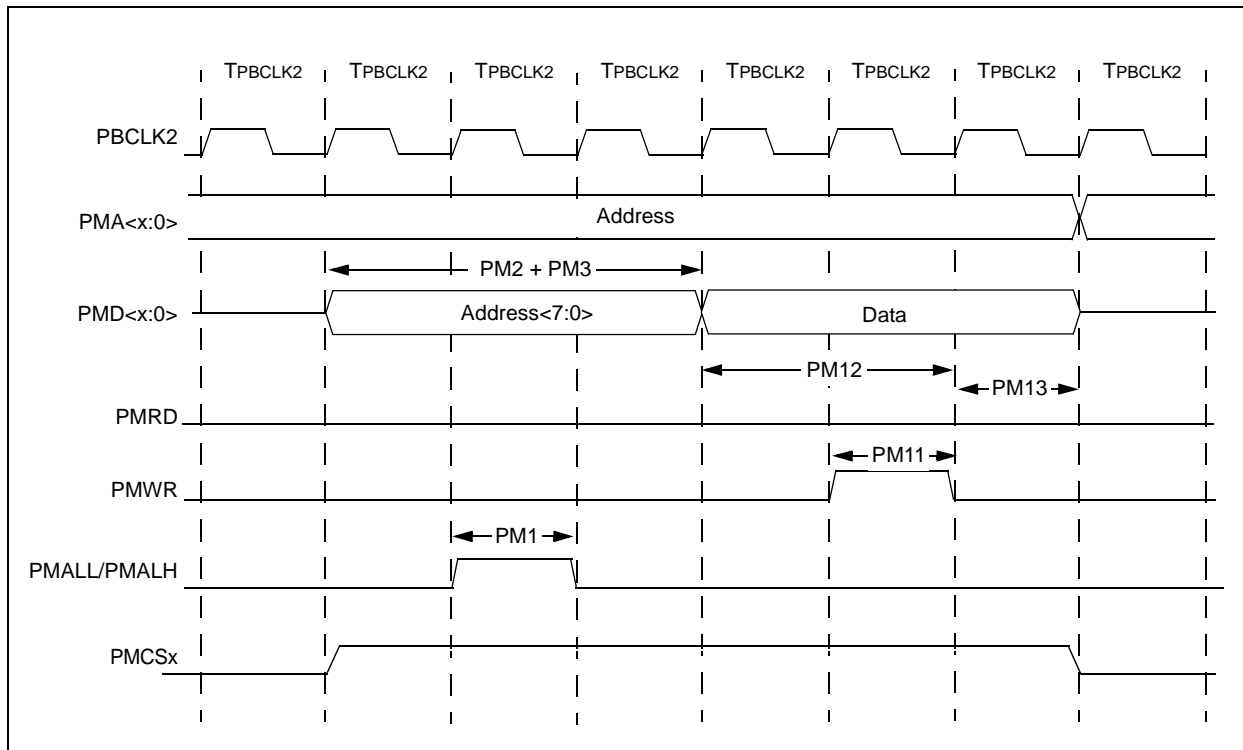 TPBCLK2 TPBCLK2 TPBCLK2 TPBCLK2 TPBCLK2 TPBCLK2 TPBCLK2 TPBCLK2
PBCLK2
PMA<x:0>
Address
PM2 + PM3
PMD<x:0>
Address<7:0>
Data
PM12
PM13
PMRD
PM11
PMWR
PM1
PMALL/PMALH
PMCSx